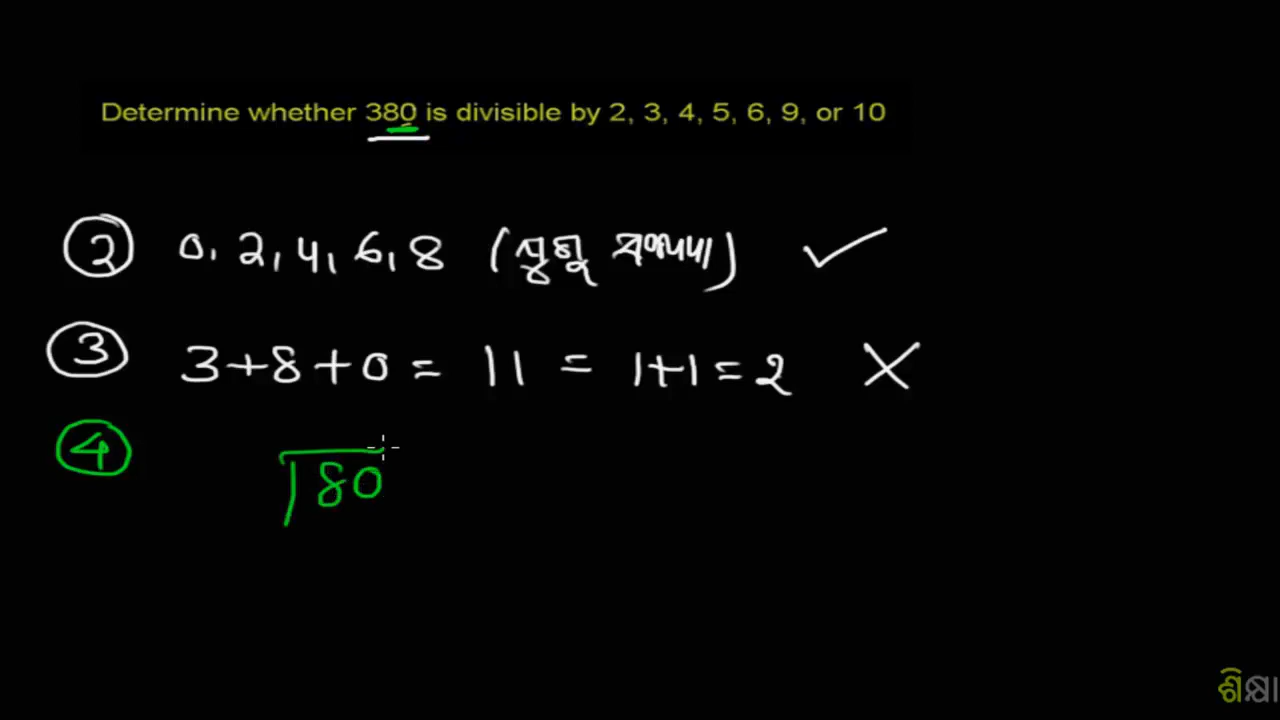 Determine whether 380 is divisible by 2, 3, 4, 5, 6, 9, or 10
2 0, 2, 4, 6, 8 (ଯୁଗ୍ମ ସଂଖ୍ୟା) ✓
3 3+8+0 = 11 = 1+1=2 ✗
4
80
ଶିକ୍ଷା